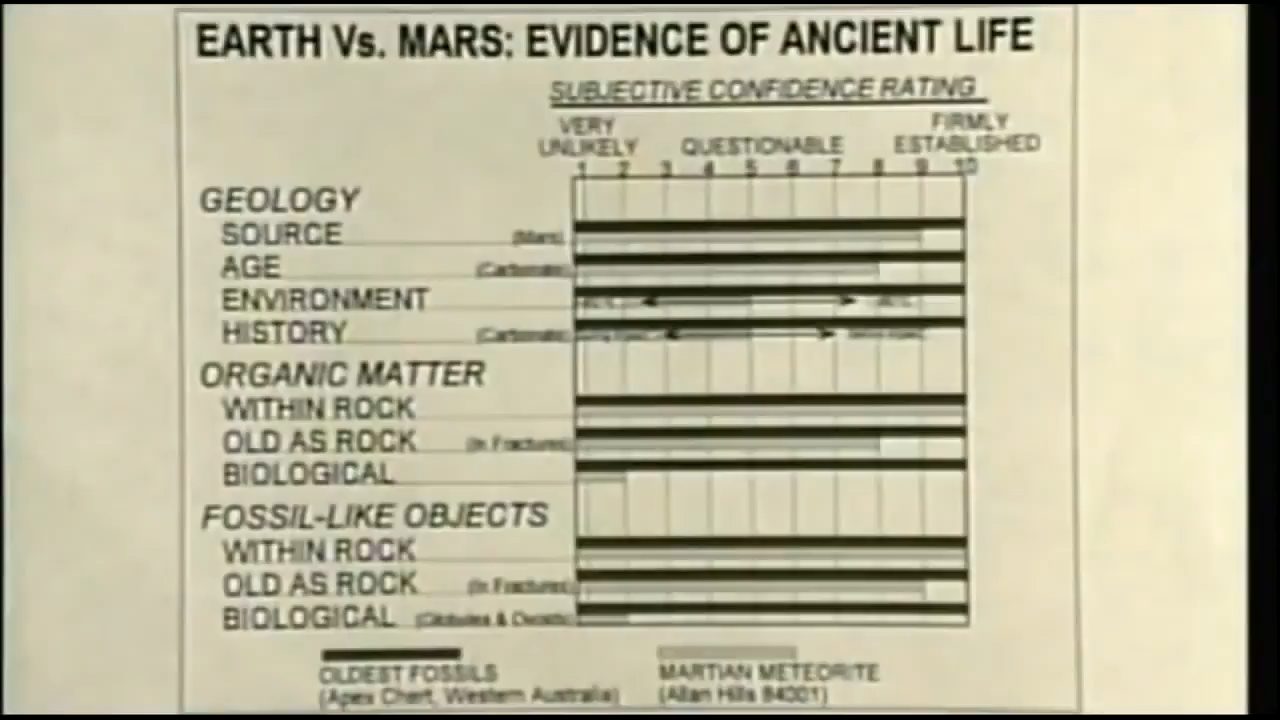 EARTH Vs. MARS: EVIDENCE OF ANCIENT LIFE
SUBJECTIVE CONFIDENCE RATING
VERY UNLIKELY QUESTIONABLE FIRMLY ESTABLISHED
1 2 3 4 5 6 7 8 9 10
GEOLOGY
SOURCE (Mars)
AGE (Carbonate)
ENVIRONMENT
HISTORY (Carbonate)
ORGANIC MATTER
WITHIN ROCK
OLD AS ROCK (In Fractures)
BIOLOGICAL
FOSSIL-LIKE OBJECTS
WITHIN ROCK
OLD AS ROCK (In Fractures)
BIOLOGICAL (Globules &
OLDEST FOSSILS MARTIAN METEORITE
(Apex Chert, Western Australia) (Allan Hills 84001)